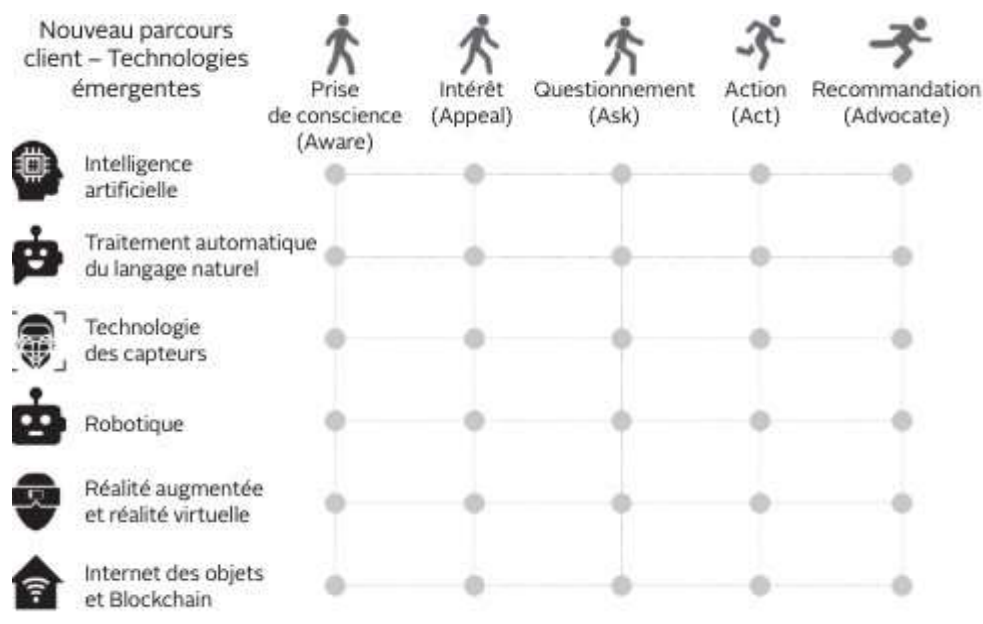 Nouveau parcours
client – Technologies
émergentes
Prise
de conscience
(Aware)
Intérêt
(Appeal)
Questionnement
(Ask)
Action
(Act)
Recommandation
(Advocate)
Intelligence
artificielle
Traitement automatique
du langage naturel
Technologie
des capteurs
Robotique
Réalité augmentée
et réalité virtuelle
Internet des objets
et Blockchain